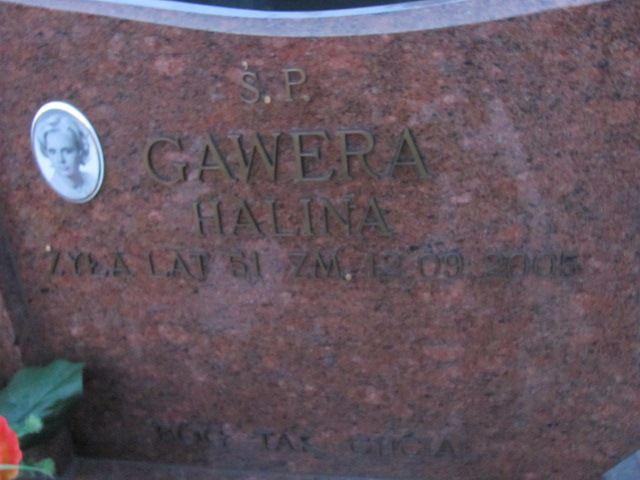 Ś.P.
GAWERA
HALINA
ŻYŁA LAT 51 ZM. 12.09.2005
BÓG TAK CHCIAŁ